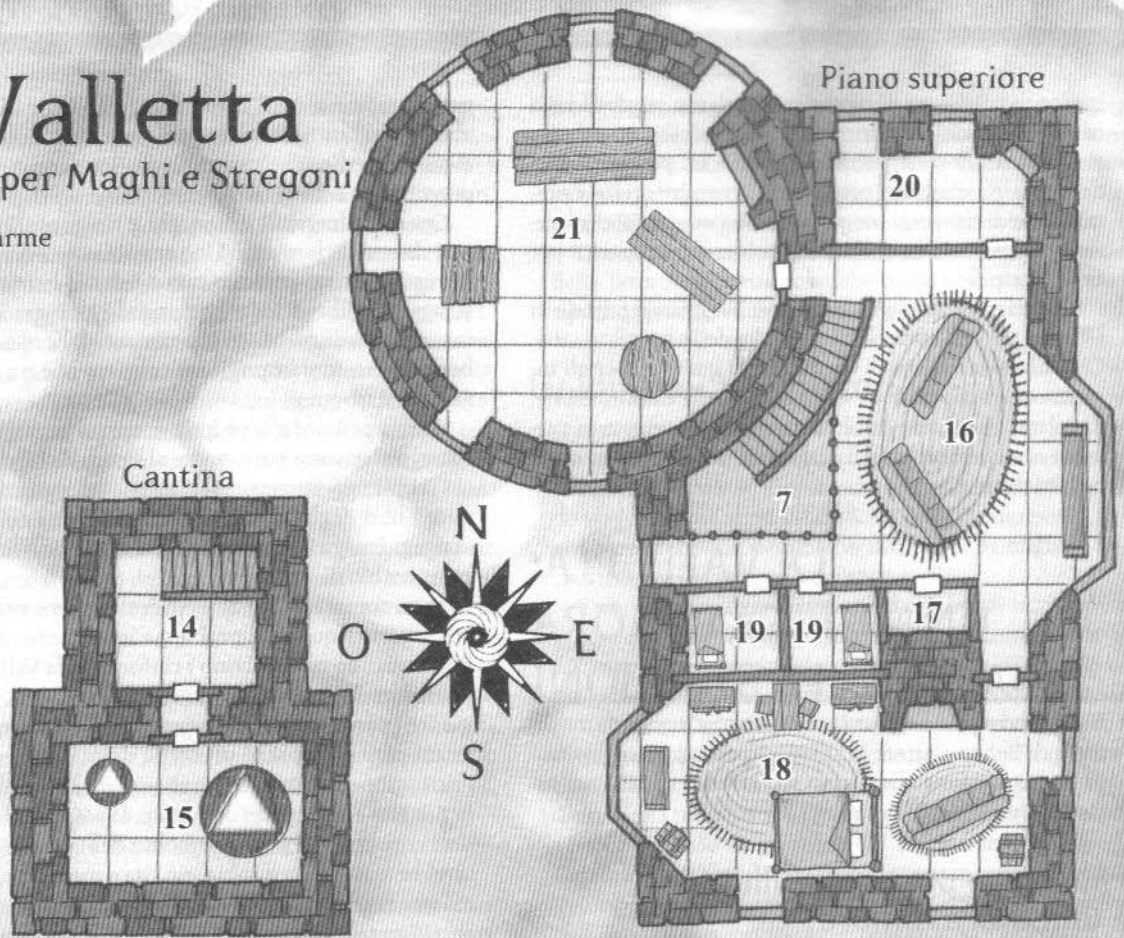 Valletta
per Maghi e Stregoni
arme
Piano superiore
20
21
16
7
Cantina
N
O
E
S
14
19
19
17
15
18